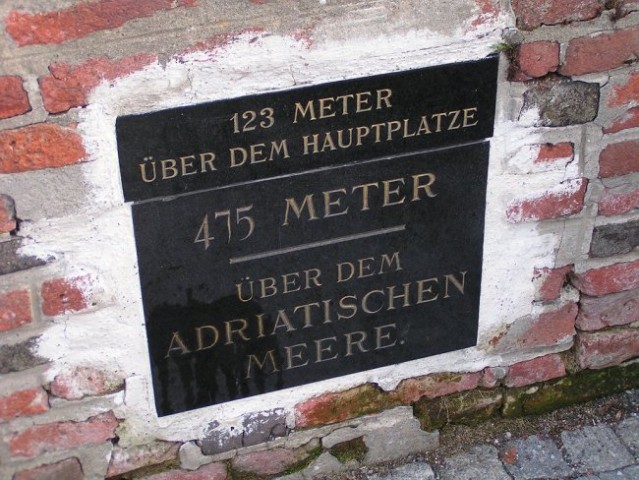 123 METER
ÜBER DEM HAUPTPLATZE
475 METER
ÜBER DEM
ADRIATISCHEN
MEERE.